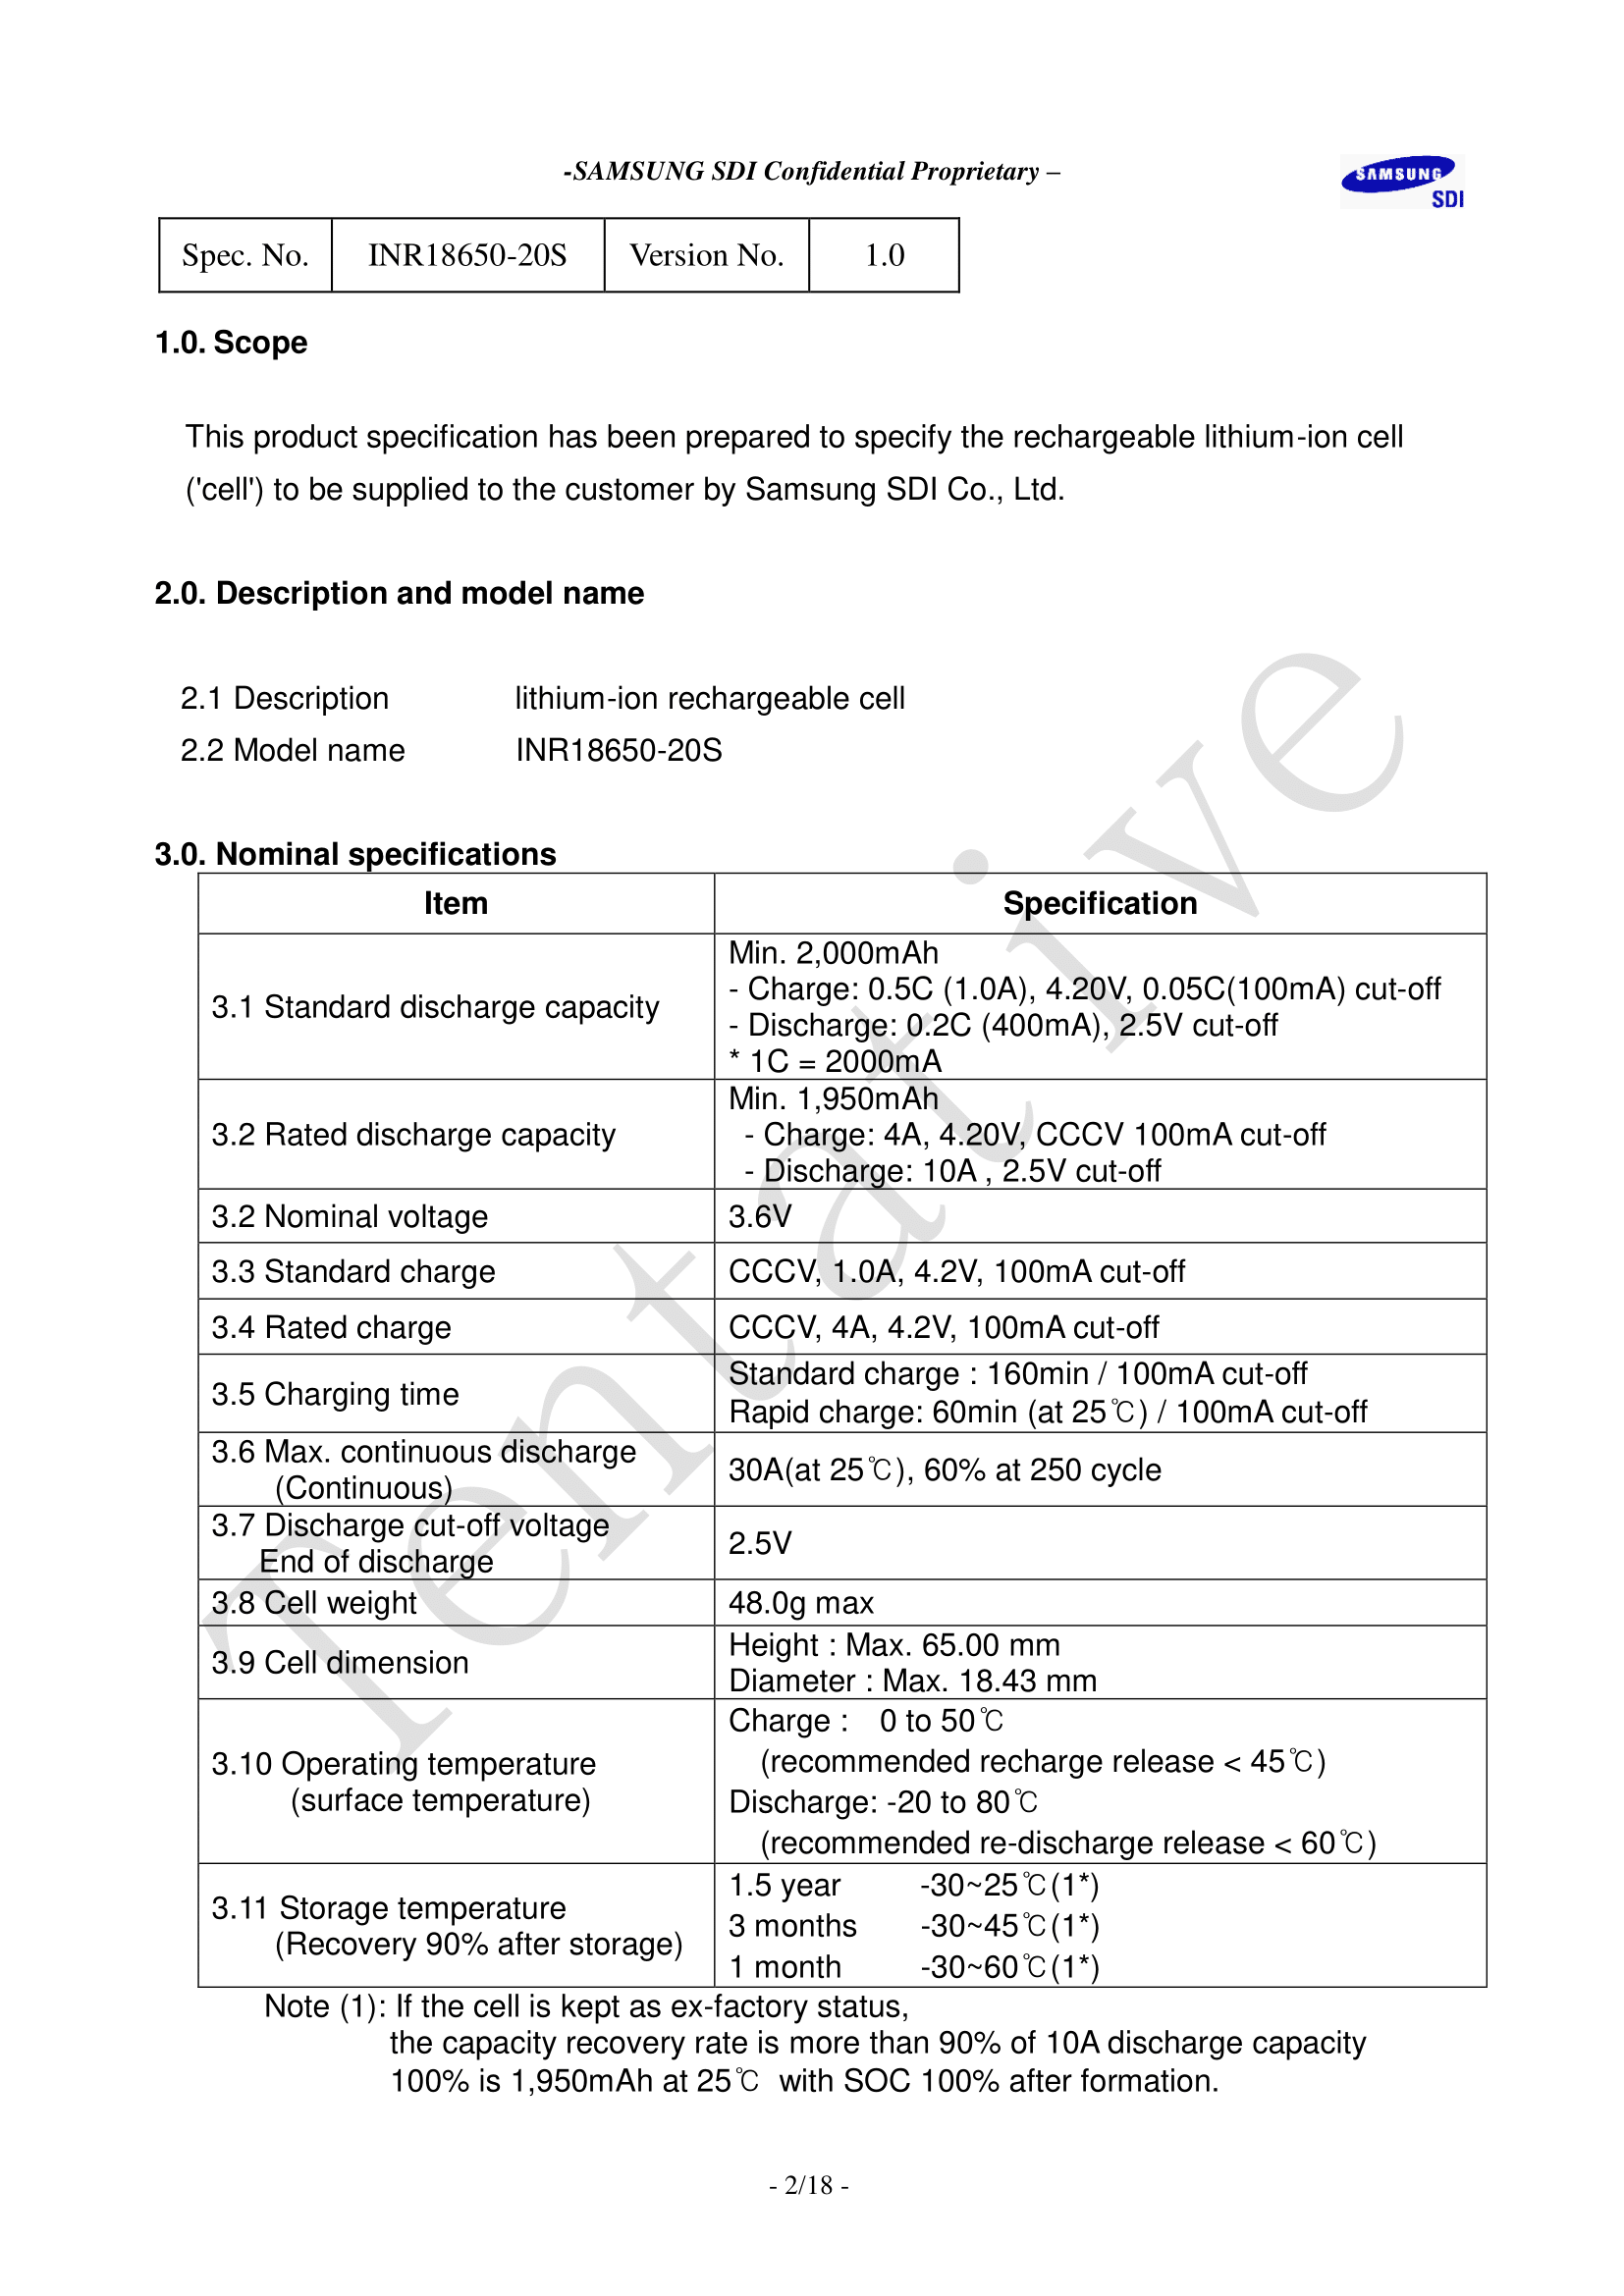 -SAMSUNG SDI Confidential Proprietary –
SAMSUNG
SDI
Spec. No. INR18650-20S Version No. 1.0
1.0. Scope
This product specification has been prepared to specify the rechargeable lithium-ion cell
('cell') to be supplied to the customer by Samsung SDI Co., Ltd.
2.0. Description and model name
2.1 Description lithium-ion rechargeable cell
2.2 Model name INR18650-20S
3.0. Nominal specifications
Item Specification
3.1 Standard discharge capacity
Min. 2,000mAh
- Charge: 0.5C (1.0A), 4.20V, 0.05C(100mA) cut-off
- Discharge: 0.2C (400mA), 2.5V cut-off
* 1C = 2000mA
3.2 Rated discharge capacity
Min. 1,950mAh
- Charge: 4A, 4.20V, CCCV 100mA cut-off
- Discharge: 10A , 2.5V cut-off
3.2 Nominal voltage 3.6V
3.3 Standard charge CCCV, 1.0A, 4.2V, 100mA cut-off
3.4 Rated charge CCCV, 4A, 4.2V, 100mA cut-off
3.5 Charging time
Standard charge : 160min / 100mA cut-off
Rapid charge: 60min (at 25℃) / 100mA cut-off
3.6 Max. continuous discharge
(Continuous)
30A(at 25℃), 60% at 250 cycle
3.7 Discharge cut-off voltage
End of discharge
2.5V
3.8 Cell weight 48.0g max
3.9 Cell dimension
Height : Max. 65.00 mm
Diameter : Max. 18.43 mm
3.10 Operating temperature
(surface temperature)
Charge : 0 to 50℃
(recommended recharge release < 45℃)
Discharge: -20 to 80℃
(recommended re-discharge release < 60℃)
3.11 Storage temperature
(Recovery 90% after storage)
1.5 year -30~25℃(1*)
3 months -30~45℃(1*)
1 month -30~60℃(1*)
Note (1): If the cell is kept as ex-factory status,
the capacity recovery rate is more than 90% of 10A discharge capacity
100% is 1,950mAh at 25℃ with SOC 100% after formation.
Tentative
- 2/18 -